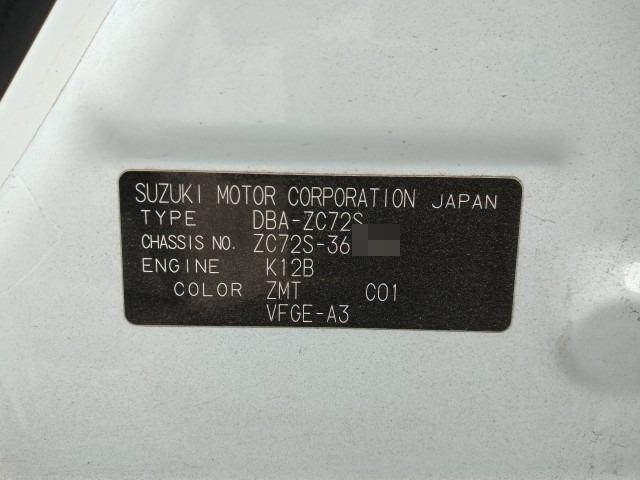 SUZUKI MOTOR CORPORATION JAPAN
TYPE DBA-ZC72S
CHASSIS NO. ZC72S-36
ENGINE K12B
COLOR ZMT C01
VFGE-A3